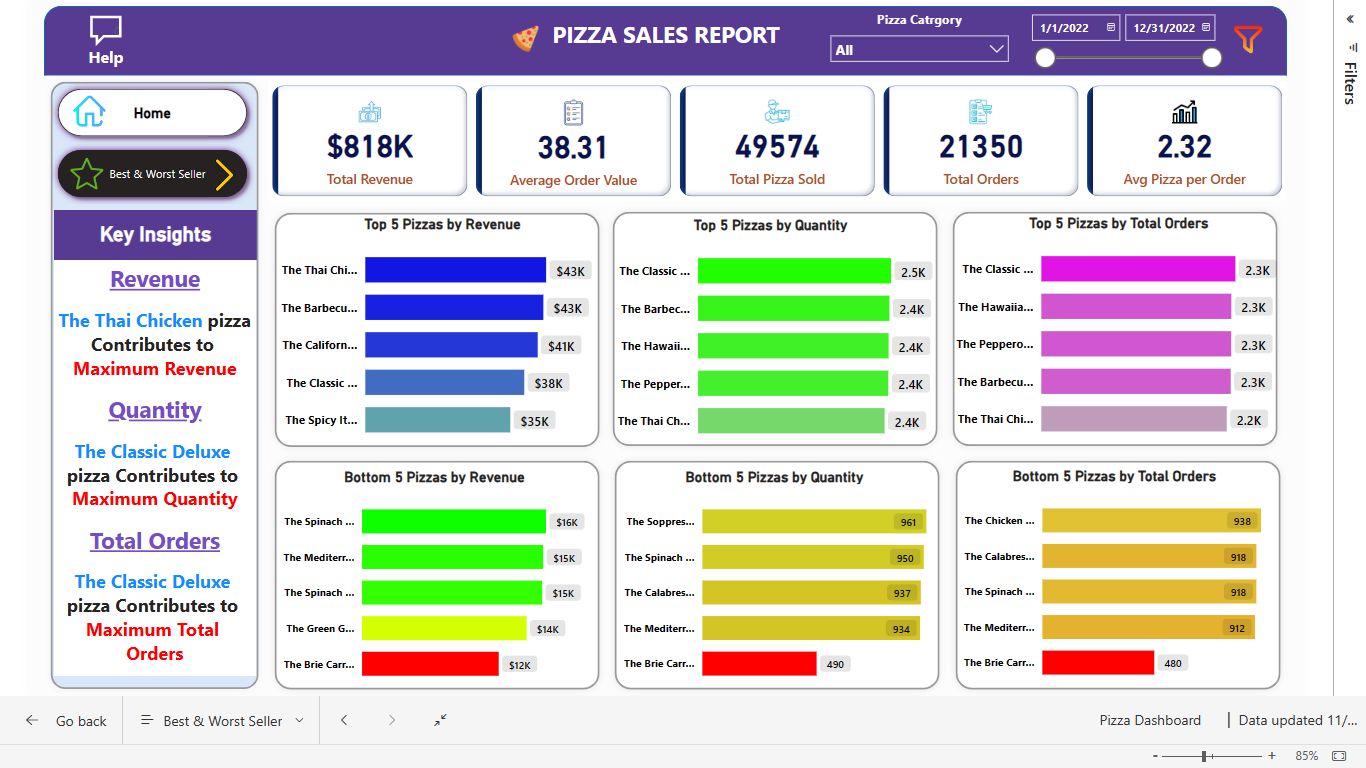 Help
PIZZA SALES REPORT
Pizza Catrgory
All
1/1/2022
12/31/2022
Filters
Home
Best & Worst Seller
Key Insights
Revenue
The Thai Chicken pizza
Contributes to
Maximum Revenue
Quantity
The Classic Deluxe
pizza Contributes to
Maximum Quantity
Total Orders
The Classic Deluxe
pizza Contributes to
Maximum Total
Orders
$818K
Total Revenue
38.31
Average Order Value
49574
Total Pizza Sold
21350
Total Orders
2.32
Avg Pizza per Order
Top 5 Pizzas by Revenue
The Thai Chi... $43K
The Barbecu... $43K
The Californ... $41K
The Classic ... $38K
The Spicy It... $35K
Top 5 Pizzas by Quantity
The Classic ... 2.5K
The Barbec... 2.4K
The Hawaii... 2.4K
The Pepper... 2.4K
The Thai Ch... 2.4K
Top 5 Pizzas by Total Orders
The Classic ... 2.3K
The Hawaiia... 2.3K
The Peppero... 2.3K
The Barbecu... 2.3K
The Thai Chi... 2.2K
Bottom 5 Pizzas by Revenue
The Spinach ... $16K
The Mediterr... $15K
The Spinach ... $15K
The Green G... $14K
The Brie Carr... $12K
Bottom 5 Pizzas by Quantity
The Soppres... 961
The Spinach ... 950
The Calabres... 937
The Mediterr... 934
The Brie Carr... 490
Bottom 5 Pizzas by Total Orders
The Chicken ... 938
The Calabres... 918
The Spinach ... 918
The Mediterr... 912
The Brie Carr... 480
Go back
Best & Worst Seller
Pizza Dashboard | Data updated 11/...
- + 85%